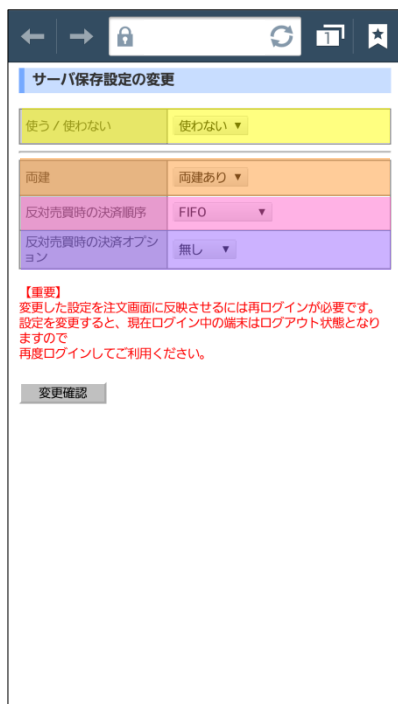 1
サーバ保存設定の変更
使う / 使わない 使わない ▼
両建 両建あり ▼
反対売買時の決済順序 FIFO ▼
反対売買時の決済オプシ
ョン 無し ▼
【重要】
変更した設定を注文画面に反映させるには再ログインが必要です。
設定を変更すると、現在ログイン中の端末はログアウト状態となり
ますので
再度ログインしてご利用ください。
変更確認